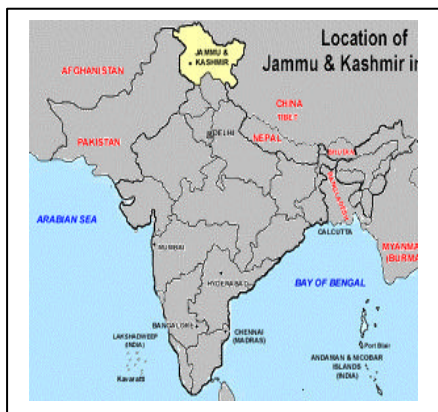 Location of
Jammu & Kashmir in
JAMMU &
KASHMIR
AFGHANISTAN
CHINA
TIBET
DELHI
NEPAL
PAKISTAN
BHUTAN
BANGLADESH
ARABIAN SEA
CALCUTTA
MUMBAI
MYANMA
(BURMA
HYDERABAD
BAY OF BENGAL
BANGALORE
CHENNAI
(MADRAS)
LAKSHADWEEP
(INDIA)
Kavaratti
Port Blair
ANDAMAN & NICOBAR
ISLANDS
(INDIA)